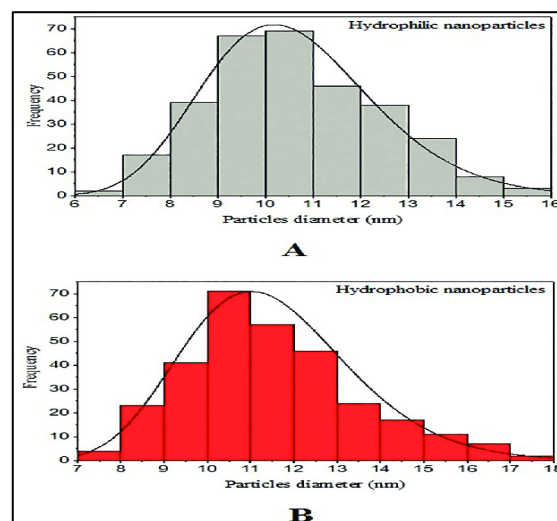 Hydrophilic nanoparticles
70
60
50
40
30
20
10
0
Frequency
6 7 8 9 10 11 12 13 14 15 16
Particles diameter (nm)
A
Hydrophobic nanoparticles
70
60
50
40
30
20
10
0
Frequency
7 8 9 10 11 12 13 14 15 16 17 18
Particles diameter (nm)
B